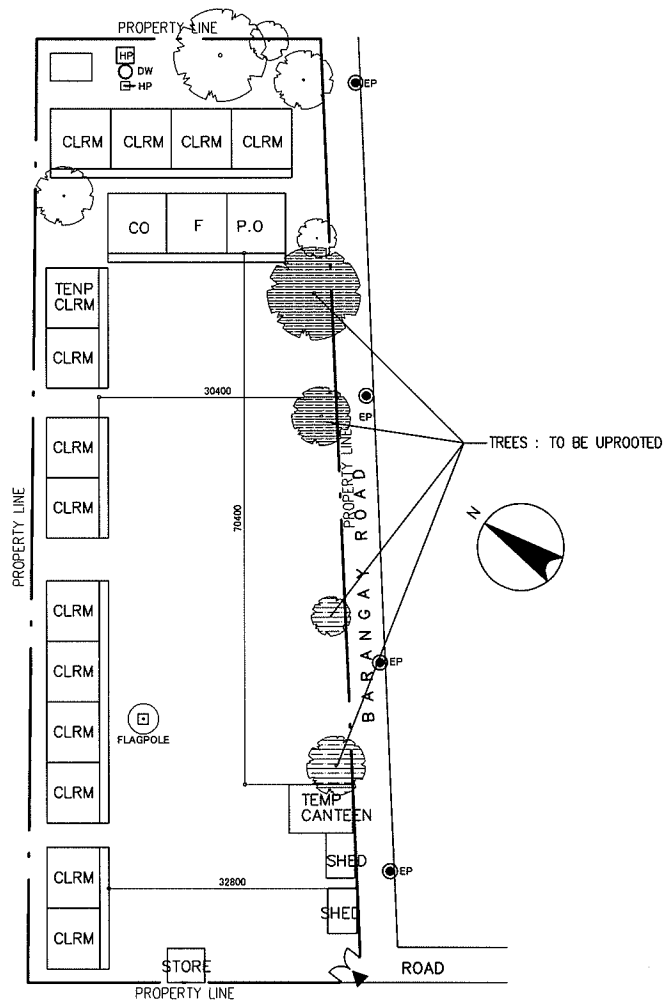 PROPERTY LINE
HP
DW
HP
EP
CLRM CLRM CLRM CLRM
CO F P.O
TENP
CLRM
CLRM
30400
EP
TREES : TO BE UPROOTED
CLRM
CLRM
70400
PROPERTY LINE
BARANGAY ROAD
N
PROPERTY LINE
CLRM
CLRM
CLRM
CLRM
FLAGPOLE
EP
TEMP
CANTEEN
SHED
EP
CLRM
32800
SHED
CLRM
STORE
ROAD
PROPERTY LINE